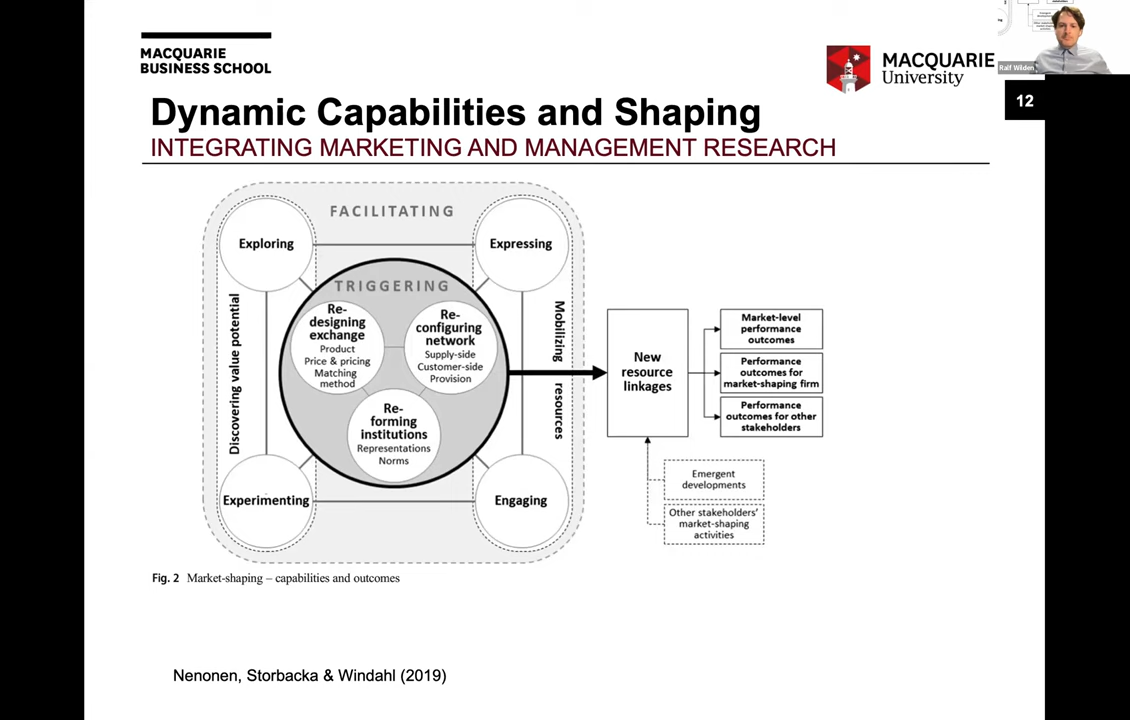 MACQUARIE
BUSINESS SCHOOL
MACQUARIE
University
Ralf Wilden
12
Dynamic Capabilities and Shaping
INTEGRATING MARKETING AND MANAGEMENT RESEARCH
FACILITATING
Exploring
Expressing
TRIGGERING
Re-
designing
exchange
Product
Price & pricing
Matching
method
Re-
configuring
network
Supply-side
Customer-side
Provision
Re-
forming
institutions
Representations
Norms
Discovering value potential
Mobilizing resources
Experimenting
Engaging
New
resource
linkages
Market-level
performance
outcomes
Performance
outcomes for
market-shaping firm
Performance
outcomes for other
stakeholders
Emergent
developments
Other stakeholders'
market-shaping
activities
Fig. 2 Market-shaping – capabilities and outcomes
Nenonen, Storbacka & Windahl (2019)